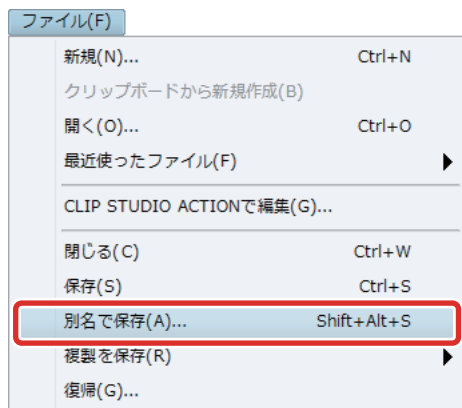 ファイル(F)
新規(N)... Ctrl+N
クリップボードから新規作成(B)
開く(O)... Ctrl+O
最近使ったファイル(F)
CLIP STUDIO ACTIONで編集(G)...
閉じる(C) Ctrl+W
保存(S) Ctrl+S
別名で保存(A)... Shift+Alt+S
複製を保存(R)
復帰(G)...